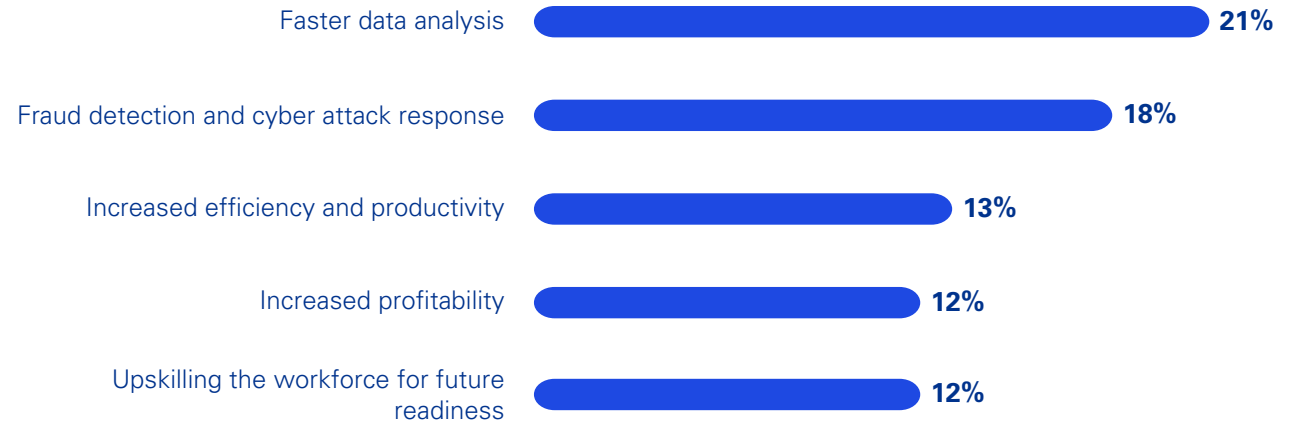 Faster data analysis 21%
Fraud detection and cyber attack response 18%
Increased efficiency and productivity 13%
Increased profitability 12%
Upskilling the workforce for future
readiness 12%